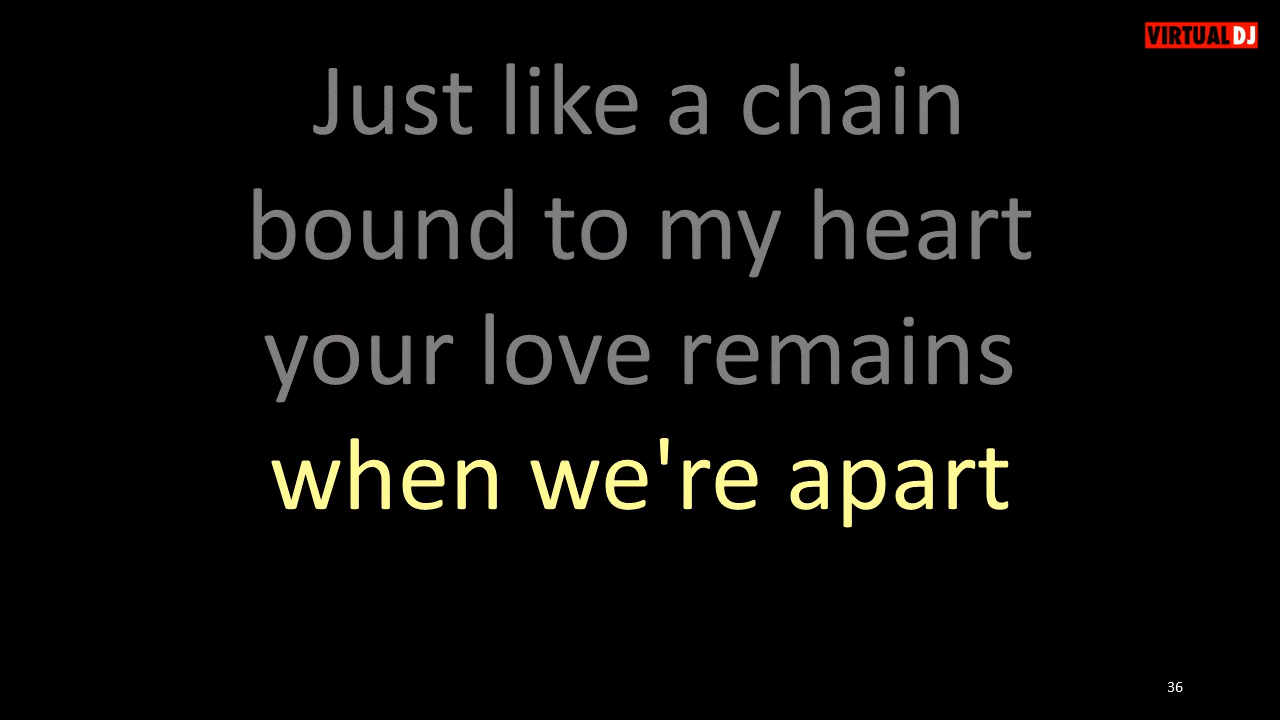 VIRTUAL DJ
Just like a chain
bound to my heart
your love remains
when we're apart
36